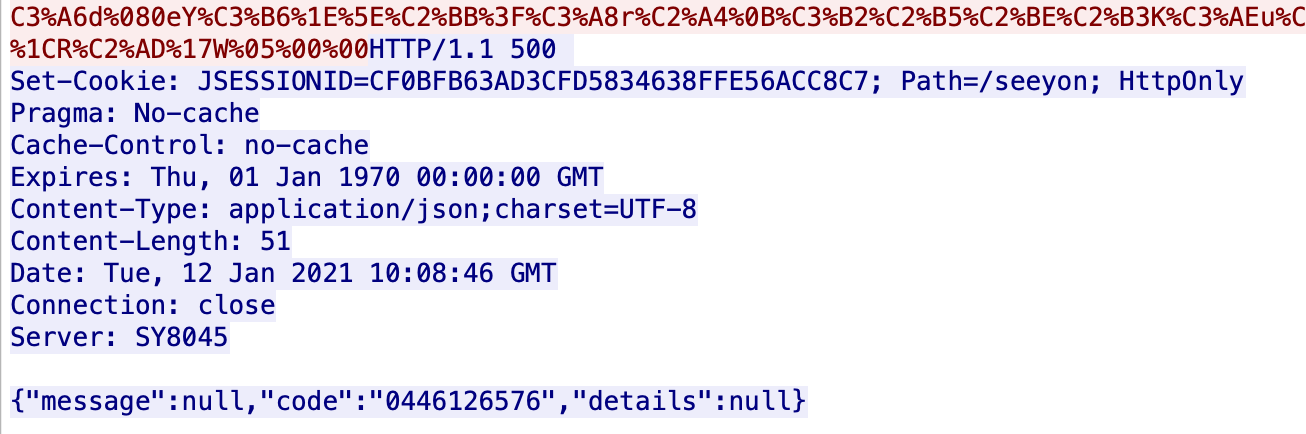 C3%A6d%080eY%C3%B6%1E%5E%C2%BB%3F%C3%A8r%C2%A4%0B%C3%B2%C2%B5%C2%BE%C2%B3K%C3%AEu%C
%1CR%C2%AD%17W%05%00%00HTTP/1.1 500
Set-Cookie: JSESSIONID=CF0BFB63AD3CFD5834638FFE56ACC8C7; Path=/seeyon; HttpOnly
Pragma: No-cache
Cache-Control: no-cache
Expires: Thu, 01 Jan 1970 00:00:00 GMT
Content-Type: application/json;charset=UTF-8
Content-Length: 51
Date: Tue, 12 Jan 2021 10:08:46 GMT
Connection: close
Server: SY8045
{"message":null,"code":"0446126576","details":null}